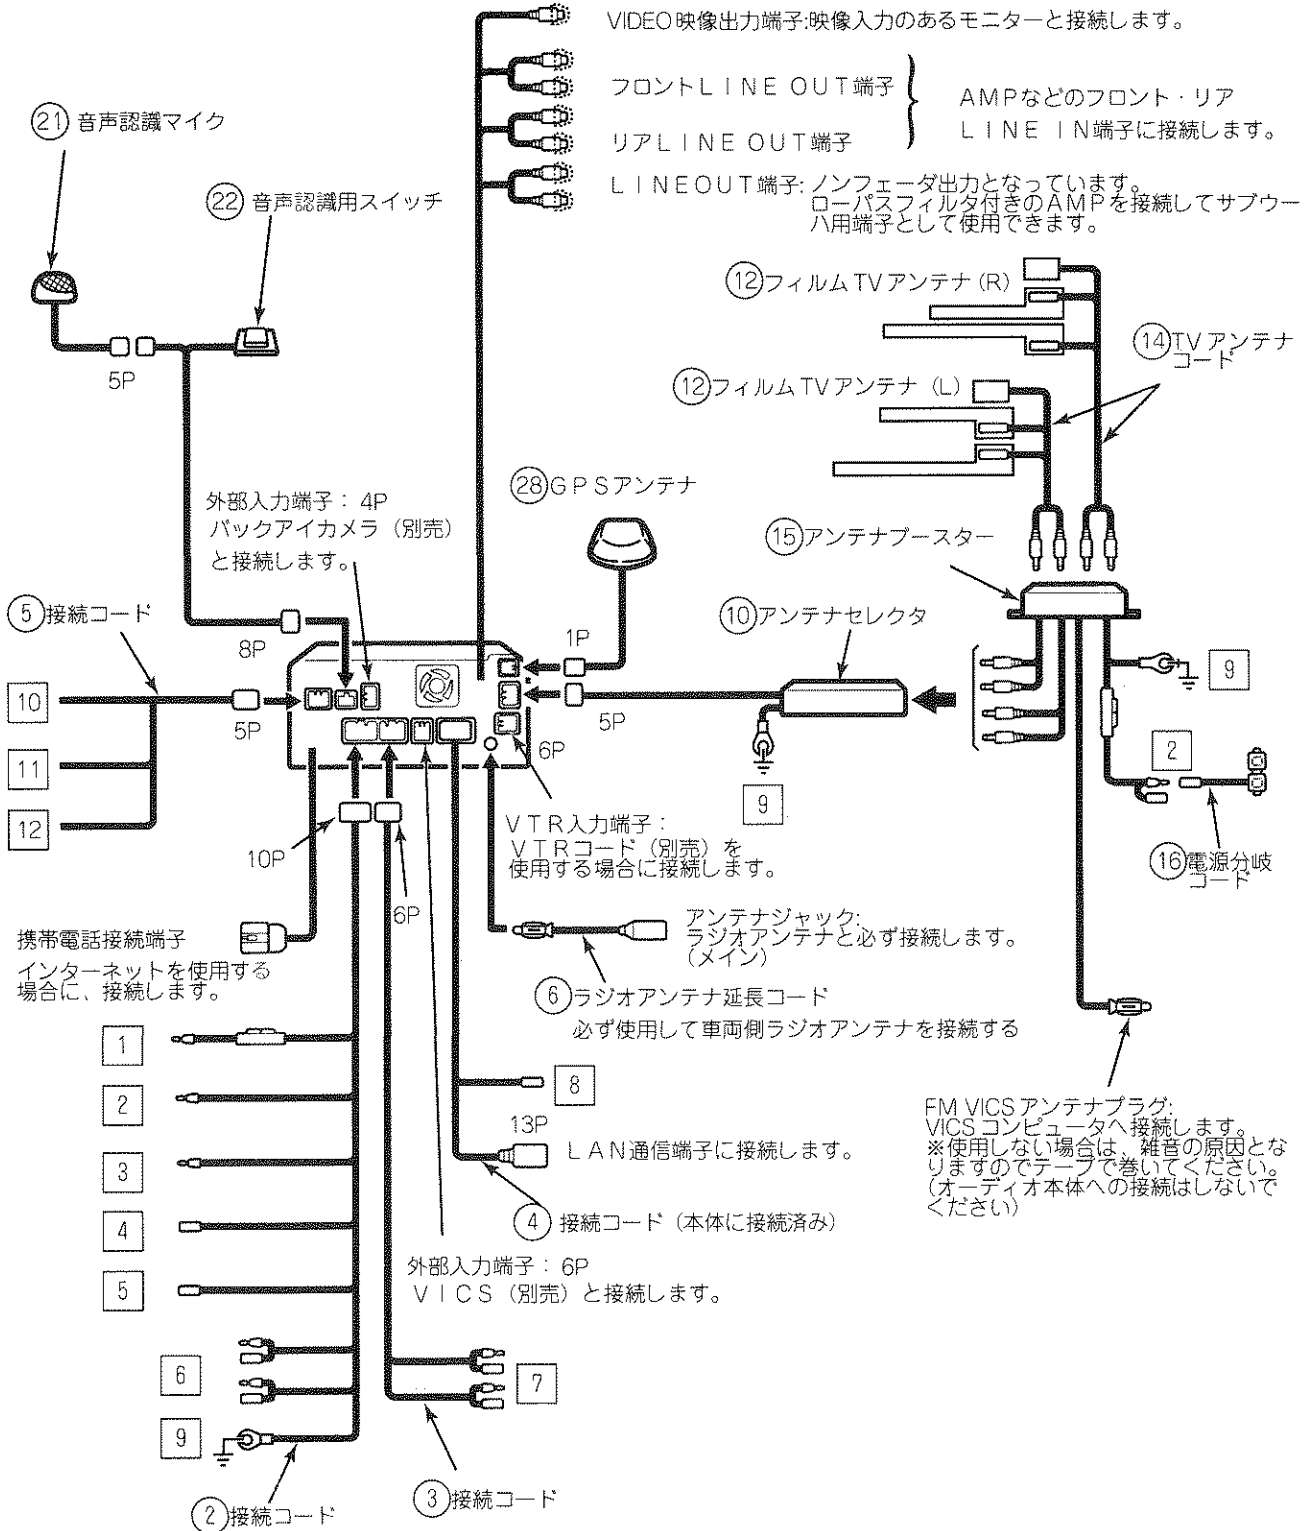 VIDEO映像出力端子:映像入力のあるモニターと接続します。
フロントLINE OUT端子
リアLINE OUT端子
AMPなどのフロント・リア
LINE IN端子に接続します。
LINEOUT端子:ノンフェーダ出力となっています。
ローパスフィルタ付きのAMPを接続してサブウー
ハ用端子として使用できます。
21 音声認識マイク
22 音声認識用スイッチ
5P
12 フィルムTVアンテナ(R)
14 TVアンテナ
コード
12 フィルムTVアンテナ(L)
28 GPSアンテナ
外部入力端子:4P
バックアイカメラ(別売)
と接続します。
15 アンテナブースター
5 接続コード
8P
1P
10 アンテナセレクタ
10
5P
5P
9
11
6P
2
12
9
10P
VTR入力端子:
VTRコード(別売)を
使用する場合に接続します。
16 電源分岐
コード
6P
携帯電話接続端子
インターネットを使用する
場合に、接続します。
アンテナジャック:
ラジオアンテナと必ず接続します。
(メイン)
6 ラジオアンテナ延長コード
必ず使用して車両側ラジオアンテナを接続する
1
2
8
13P
LAN通信端子に接続します。
FM VICSアンテナプラグ:
VICSコンピュータへ接続します。
※使用しない場合は、雑音の原因とな
りますのでテープで巻いてください。
(オーディオ本体への接続はしないで
ください)
3
4
4 接続コード(本体に接続済み)
外部入力端子:6P
VICS(別売)と接続します。
5
6
7
9
2 接続コード
3 接続コード